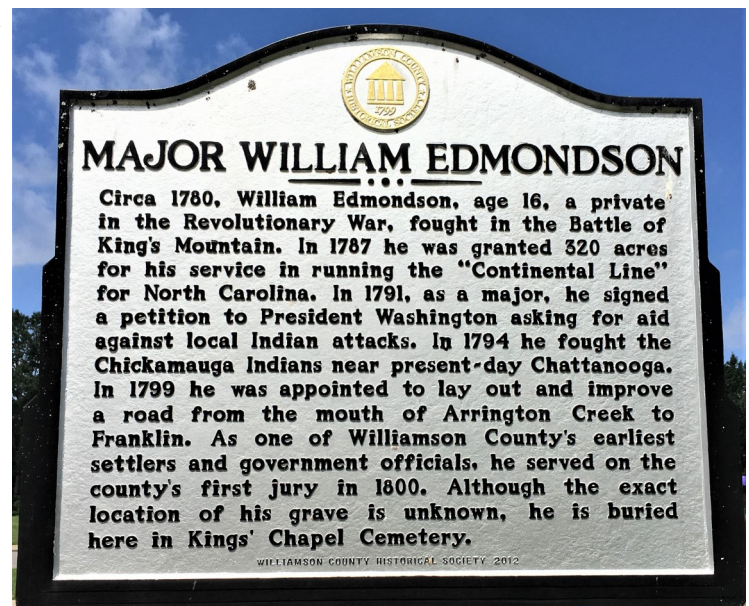 WILLIAMSON COUNTY HISTORICAL SOCIETY
1799
MAJOR WILLIAM EDMONDSON
Circa 1780, William Edmondson, age 16, a private
in the Revolutionary War, fought in the Battle of
King's Mountain. In 1787 he was granted 320 acres
for his service in running the "Continental Line"
for North Carolina. In 1791, as a major, he signed
a petition to President Washington asking for aid
against local Indian attacks. In 1794 he fought the
Chickamauga Indians near present-day Chattanooga.
In 1799 he was appointed to lay out and improve
a road from the mouth of Arrington Creek to
Franklin. As one of Williamson County's earliest
settlers and government officials, he served on the
county's first jury in 1800. Although the exact
location of his grave is unknown, he is buried
here in Kings' Chapel Cemetery.
WILLIAMSON COUNTY HISTORICAL SOCIETY 2012